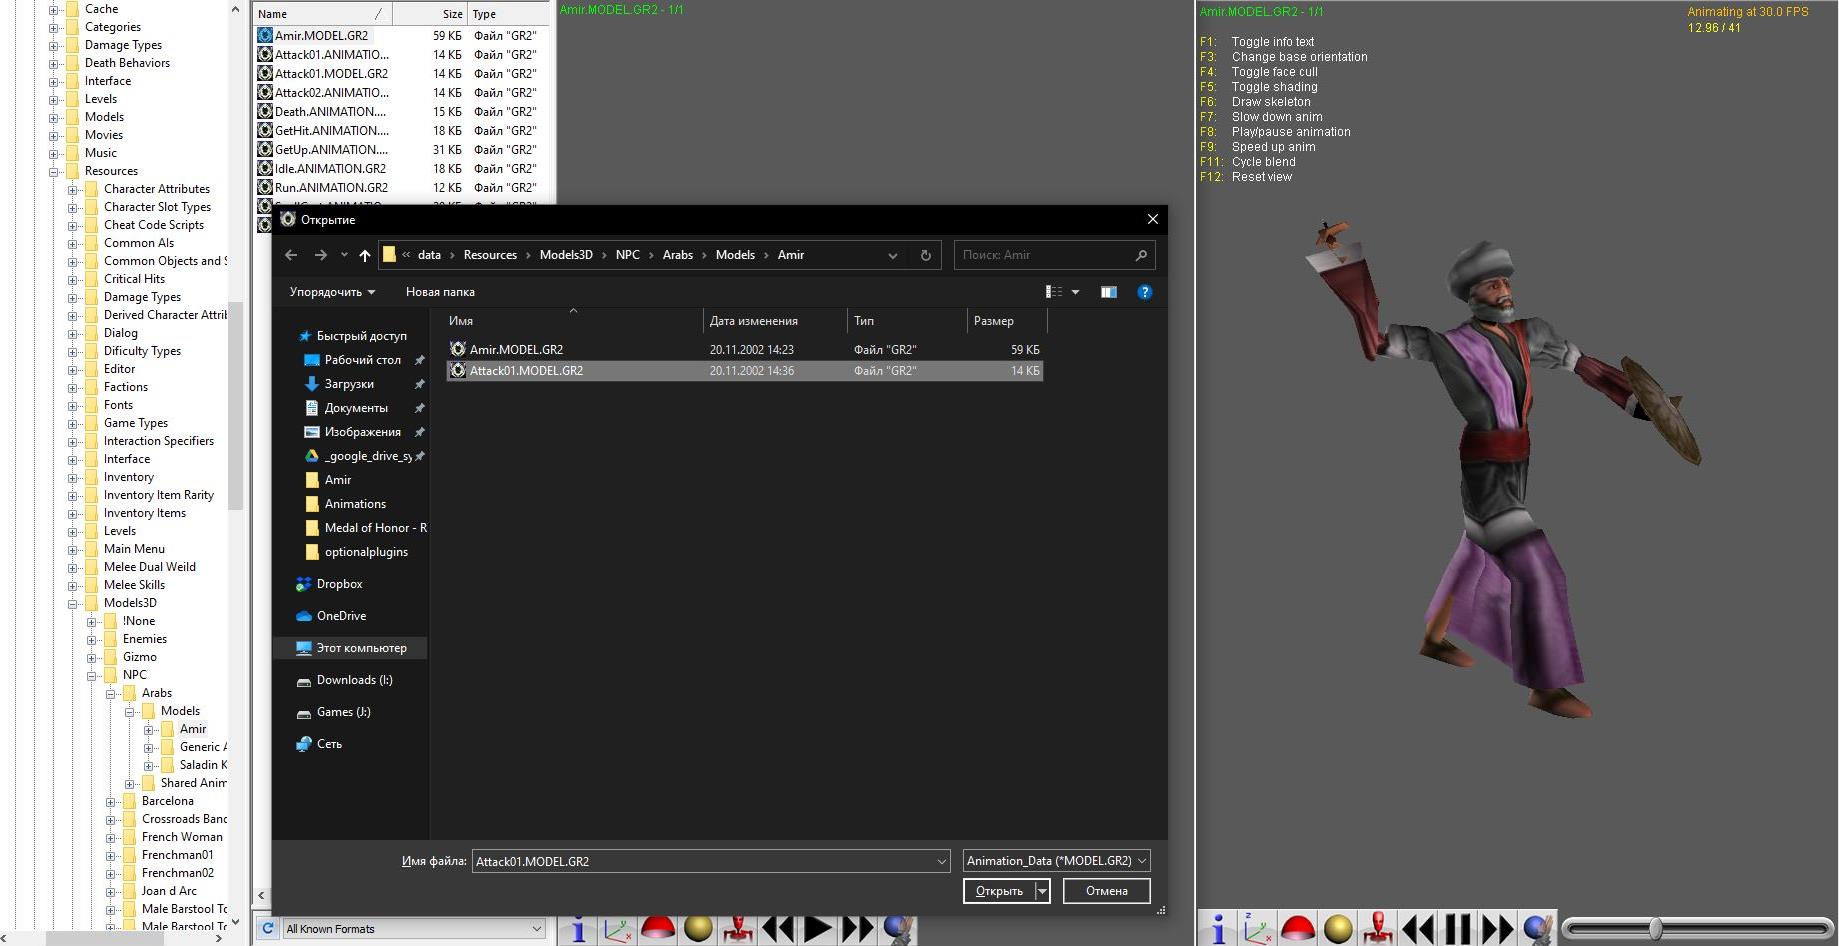 Cache
Categories
Damage Types
Death Behaviors
Interface
Levels
Models
Movies
Music
Resources
Character Attributes
Character Slot Types
Cheat Code Scripts
Common AIs
Common Objects and S
Critical Hits
Damage Types
Derived Character Attrib
Dialog
Dificulty Types
Editor
Factions
Fonts
Game Types
Interaction Specifiers
Interface
Inventory
Inventory Item Rarity
Inventory Items
Levels
Main Menu
Melee Dual Weild
Melee Skills
Models3D
!None
Enemies
Gizmo
NPC
Arabs
Models
Amir
Generic A
Saladin K
Shared Anim
Barcelona
Crossroads Band
French Woman
Frenchman01
Frenchman02
Joan d Arc
Male Barstool To
Male Barstool To
Name Size Type
Amir.MODEL.GR2 59 КБ Файл "GR2"
Attack01.ANIMATIO... 14 КБ Файл "GR2"
Attack01.MODEL.GR2 14 КБ Файл "GR2"
Attack02.ANIMATIO... 14 КБ Файл "GR2"
Death.ANIMATION.... 15 КБ Файл "GR2"
GetHit.ANIMATION.... 18 КБ Файл "GR2"
GetUp.ANIMATION.... 31 КБ Файл "GR2"
Idle.ANIMATION.GR2 18 КБ Файл "GR2"
Run.ANIMATION.GR2 12 КБ Файл "GR2"
All Known Formats
Amir.MODEL.GR2 - 1/1
Открытие
« data › Resources › Models3D › NPC › Arabs › Models › Amir
Поиск: Amir
Упорядочить Новая папка
Имя Дата изменения Тип Размер
Amir.MODEL.GR2 20.11.2002 14:23 Файл "GR2" 59 КБ
Attack01.MODEL.GR2 20.11.2002 14:36 Файл "GR2" 14 КБ
Быстрый доступ
Рабочий стол
Загрузки
Документы
Изображения
_google_drive_sy
Amir
Animations
Medal of Honor - R
optionalplugins
Dropbox
OneDrive
Этот компьютер
Downloads (I:)
Games (J:)
Сеть
Имя файла: Attack01.MODEL.GR2 Animation_Data (*MODEL.GR2)
Открыть Отмена
Amir.MODEL.GR2 - 1/1
Animating at 30.0 FPS
12.96 / 41
F1: Toggle info text
F3: Change base orientation
F4: Toggle face cull
F5: Toggle shading
F6: Draw skeleton
F7: Slow down anim
F8: Play/pause animation
F9: Speed up anim
F11: Cycle blend
F12: Reset view